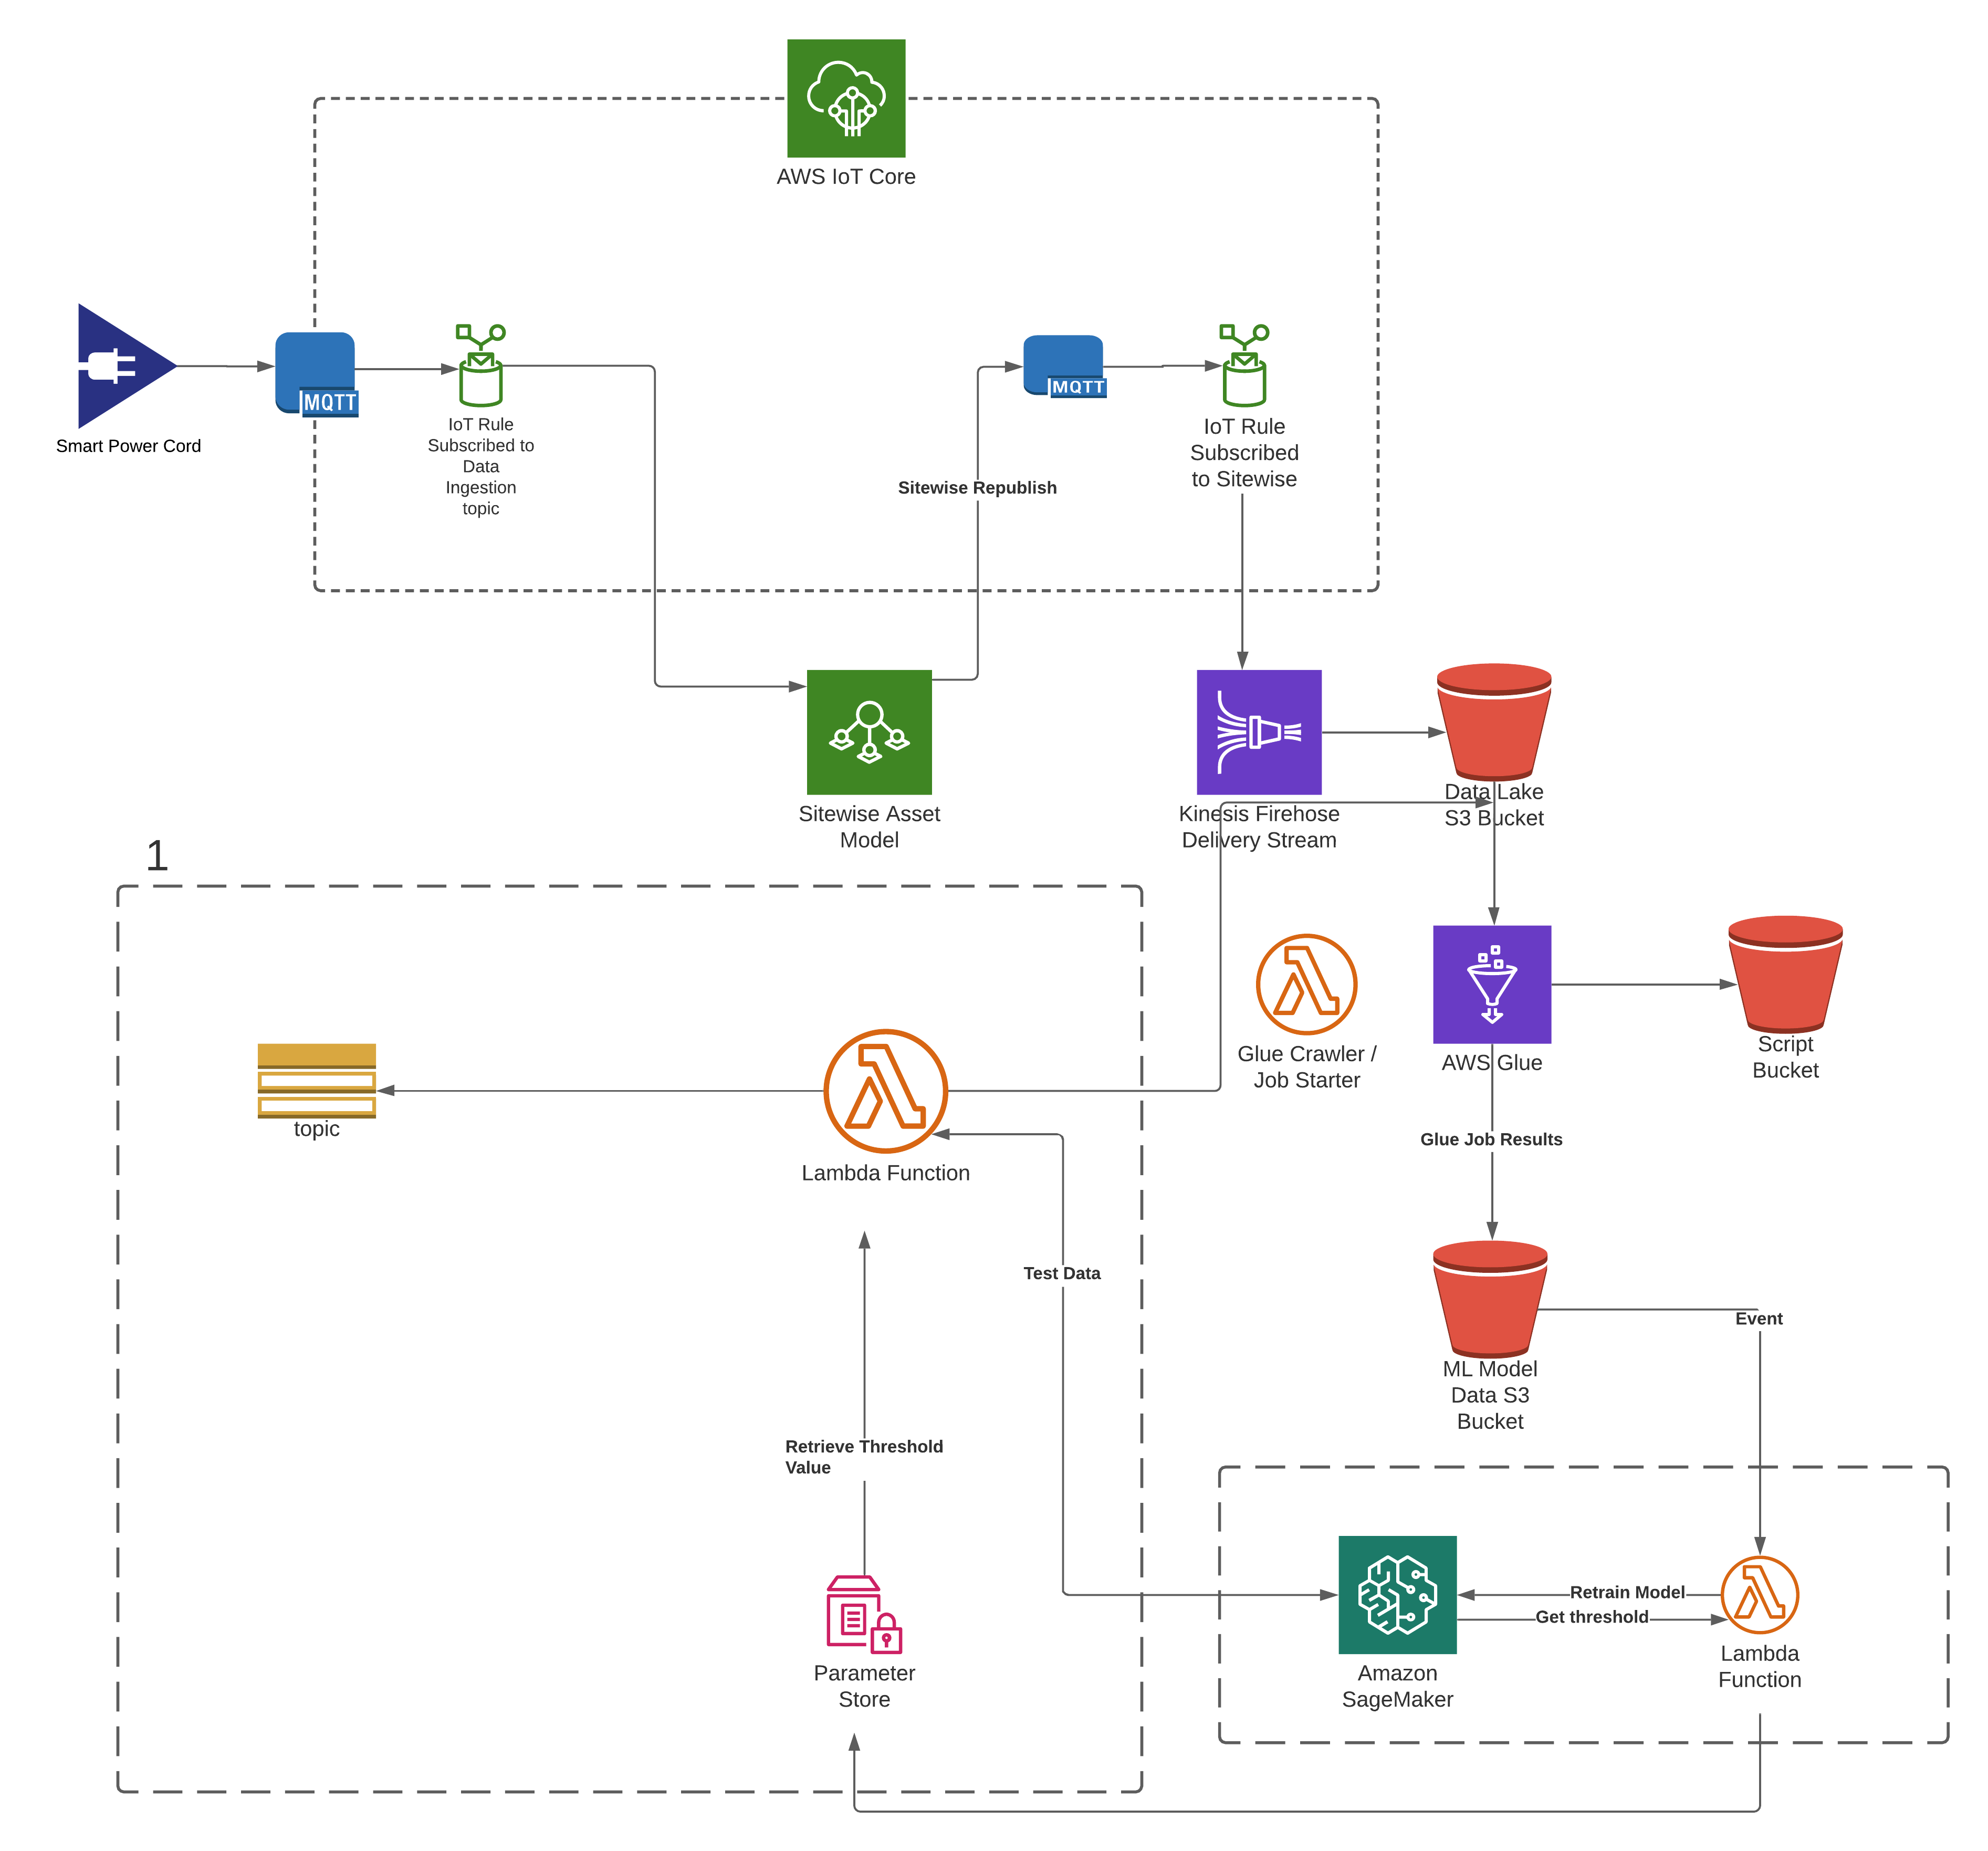 AWS IoT Core
MQTT
MQTT
Smart Power Cord
IoT Rule
Subscribed to
Data
Ingestion
topic
IoT Rule
Subscribed
to Sitewise
Sitewise Republish
Sitewise Asset
Model
Kinesis Firehose
Delivery Stream
Data Lake
S3 Bucket
1
Glue Crawler /
Job Starter
AWS Glue
Script
Bucket
topic
Lambda Function
Glue Job Results
Test Data
Event
ML Model
Data S3
Bucket
Retrieve Threshold
Value
Retrain Model
Get threshold
Parameter
Store
Amazon
SageMaker
Lambda
Function